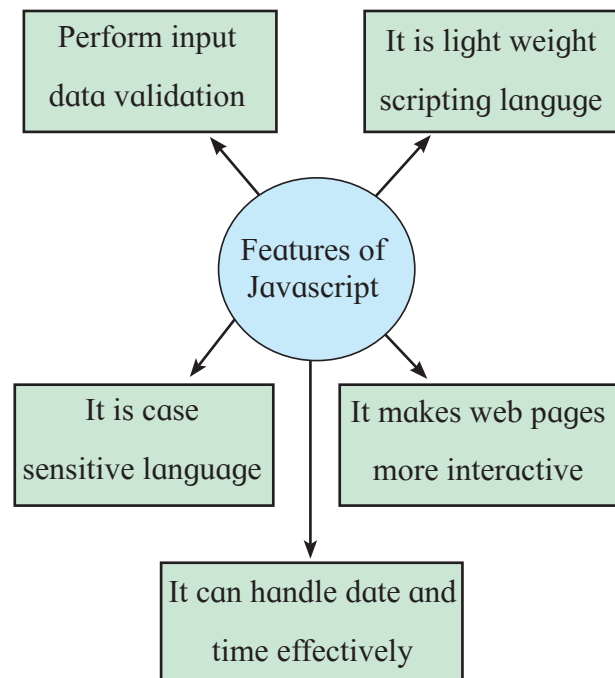 Perform input
data validation
It is light weight
scripting languge
Features of
Javascript
It is case
sensitive language
It makes web pages
more interactive
It can handle date and
time effectively